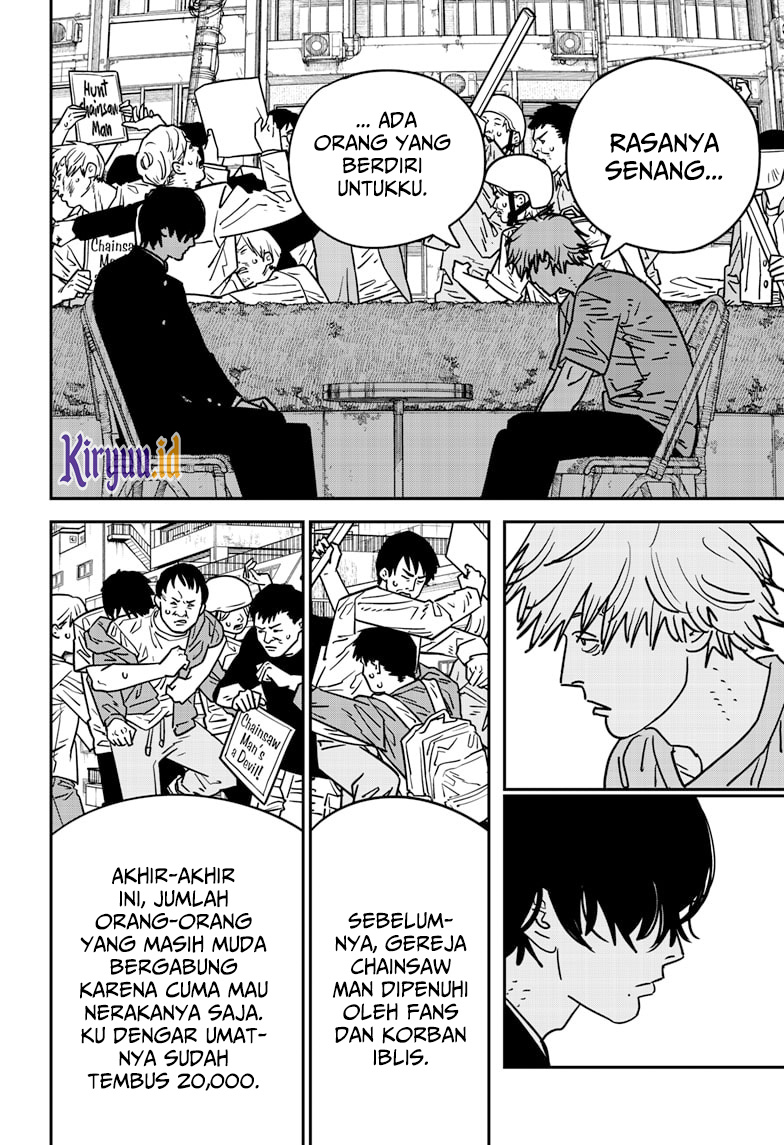 RASANYA
SENANG...
... ADA
ORANG YANG
BERDIRI
UNTUKKU.
Hunt
Chainsaw
Man
Chainsaw
Man
Kiryuu.id
SEBELUM-
NYA, GEREJA
CHAINSAW
MAN DIPENUHI
OLEH FANS
DAN KORBAN
IBLIS.
Chainsaw
Man's
a Devil!
AKHIR-AKHIR
INI, JUMLAH
ORANG-ORANG
YANG MASIH MUDA
BERGABUNG
KARENA CUMA MAU
NERAKANYA SAJA.
KU DENGAR UMAT-
NYA SUDAH
TEMBUS 20,000.